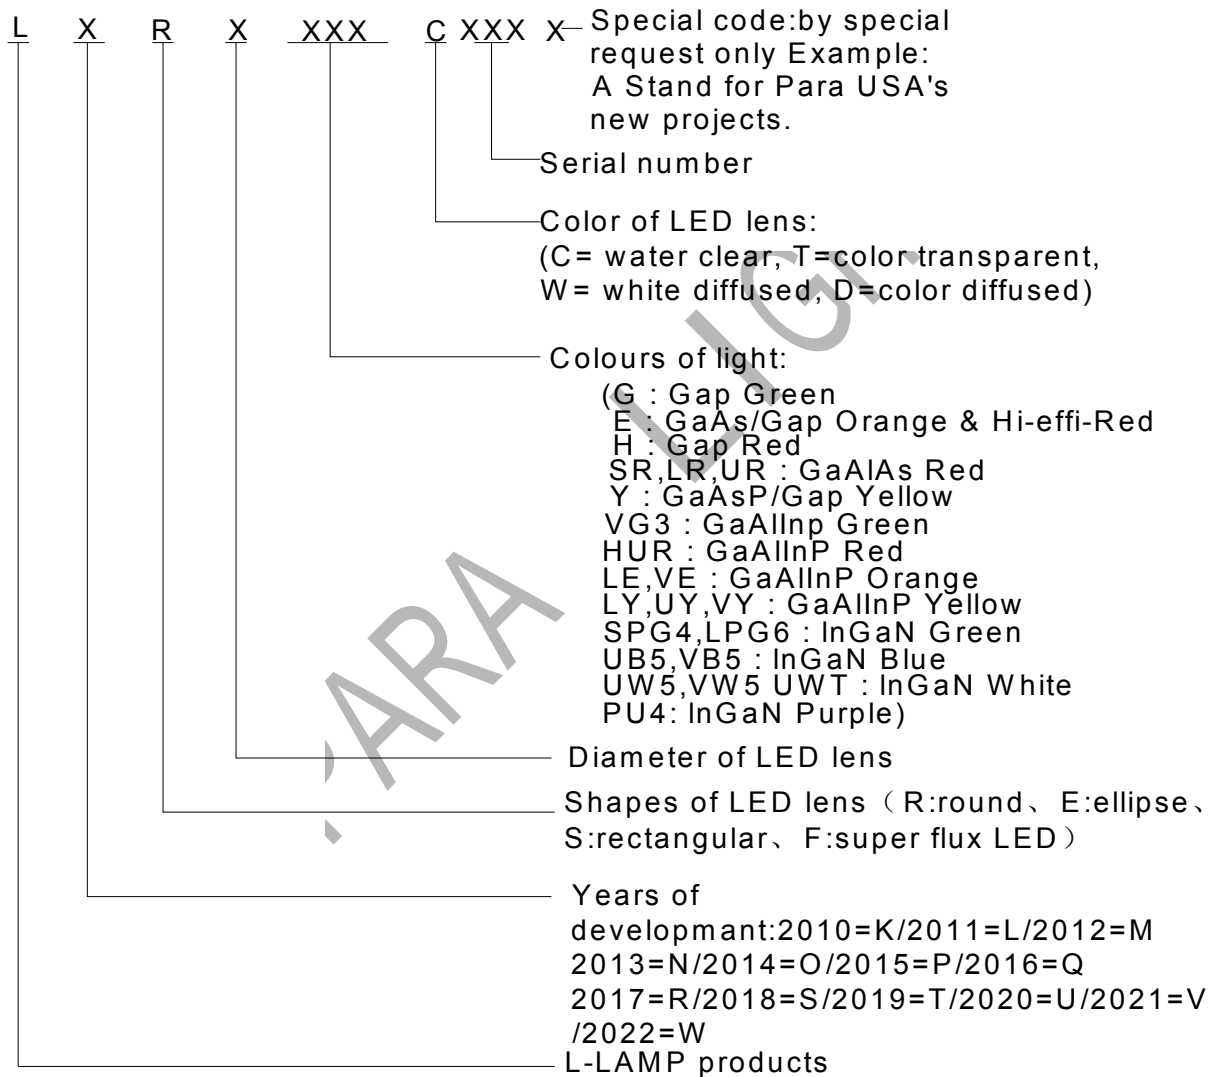 L X R X XXX C XXX X Special code:by special
request only Example:
A Stand for Para USA's
new projects.
Serial number
Color of LED lens:
(C= water clear, T=color transparent,
W= white diffused, D=color diffused)
Colours of light:
(G : Gap Green
E : GaAs/Gap Orange & Hi-effi-Red
H : Gap Red
SR,LR,UR : GaAlAs Red
Y : GaAsP/Gap Yellow
VG3 : GaAllnp Green
HUR : GaAllnP Red
LE,VE : GaAllnP Orange
LY,UY,VY : GaAllnP Yellow
SPG4,LPG6 : InGaN Green
UB5,VB5 : InGaN Blue
UW5,VW5 UWT : InGaN White
PU4: InGaN Purple)
Diameter of LED lens
Shapes of LED lens（R:round、E:ellipse、
S:rectangular、F:super flux LED）
Years of
developmant:2010=K/2011=L/2012=M
2013=N/2014=O/2015=P/2016=Q
2017=R/2018=S/2019=T/2020=U/2021=V
/2022=W
L-LAMP products
PARA LIG